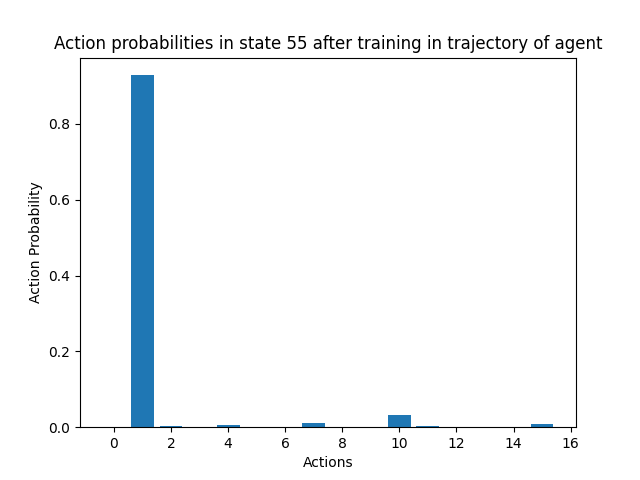 Action probabilities in state 55 after training in trajectory of agent
Action Probability
0.8
0.6
0.4
0.2
0.0
0 2 4 6 8 10 12 14 16
Actions